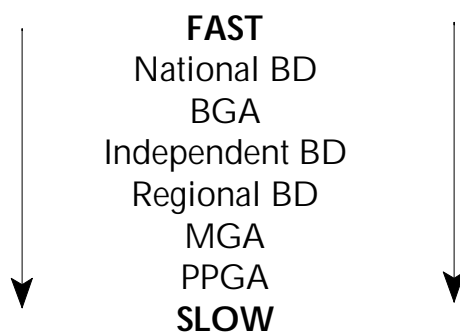 FAST
National BD
BGA
Independent BD
Regional BD
MGA
PPGA
SLOW